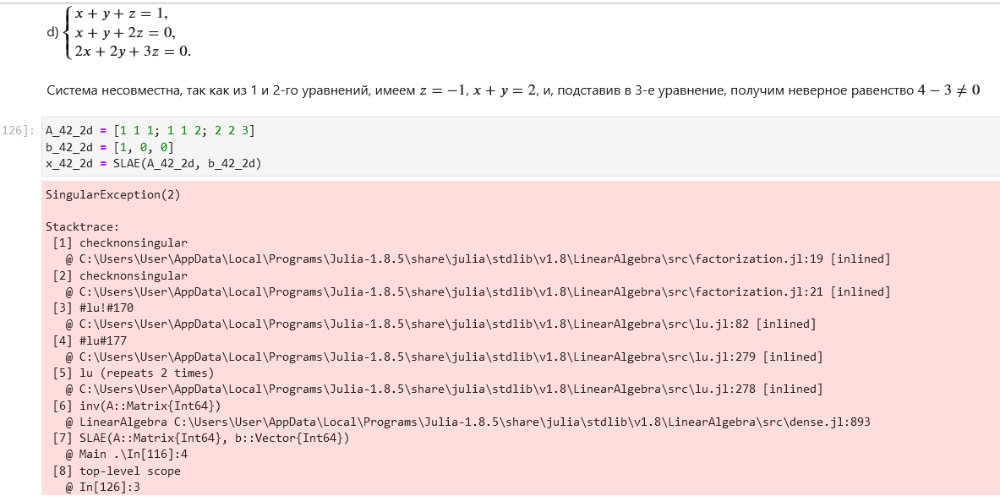 d) { x + y + z = 1,
x + y + 2z = 0,
2x + 2y + 3z = 0.
Система несовместна, так как из 1 и 2-го уравнений, имеем z = −1, x + y = 2, и, подставив в 3-е уравнение, получим неверное равенство 4 − 3 ≠ 0
126]: A_42_2d = [1 1 1; 1 1 2; 2 2 3]
b_42_2d = [1, 0, 0]
x_42_2d = SLAE(A_42_2d, b_42_2d)
SingularException(2)
Stacktrace:
[1] checknonsingular
@ C:\Users\User\AppData\Local\Programs\Julia-1.8.5\share\julia\stdlib\v1.8\LinearAlgebra\src\factorization.jl:19 [inlined]
[2] checknonsingular
@ C:\Users\User\AppData\Local\Programs\Julia-1.8.5\share\julia\stdlib\v1.8\LinearAlgebra\src\factorization.jl:21 [inlined]
[3] #lu!#170
@ C:\Users\User\AppData\Local\Programs\Julia-1.8.5\share\julia\stdlib\v1.8\LinearAlgebra\src\lu.jl:82 [inlined]
[4] #lu#177
@ C:\Users\User\AppData\Local\Programs\Julia-1.8.5\share\julia\stdlib\v1.8\LinearAlgebra\src\lu.jl:279 [inlined]
[5] lu (repeats 2 times)
@ C:\Users\User\AppData\Local\Programs\Julia-1.8.5\share\julia\stdlib\v1.8\LinearAlgebra\src\lu.jl:278 [inlined]
[6] inv(A::Matrix{Int64})
@ LinearAlgebra C:\Users\User\AppData\Local\Programs\Julia-1.8.5\share\julia\stdlib\v1.8\LinearAlgebra\src\dense.jl:893
[7] SLAE(A::Matrix{Int64}, b::Vector{Int64})
@ Main .\In[116]:4
[8] top-level scope
@ In[126]:3